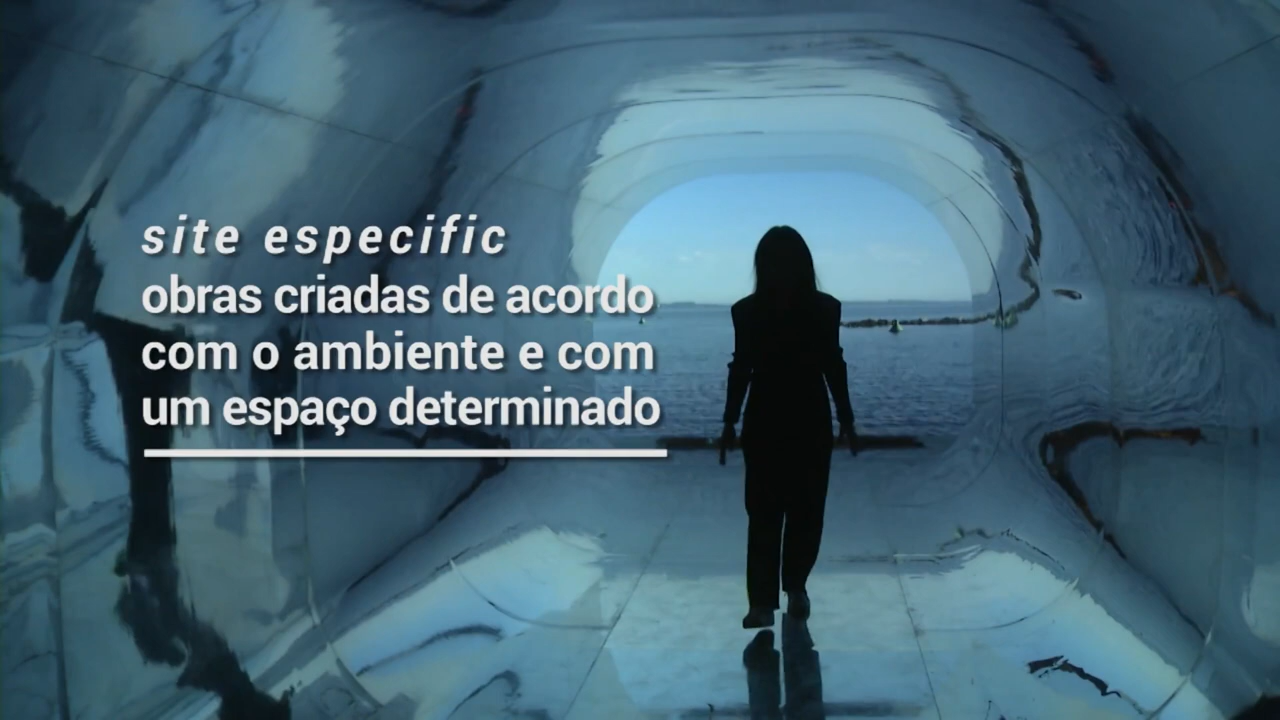 site especific
obras criadas de acordo
com o ambiente e com
um espaço determinado